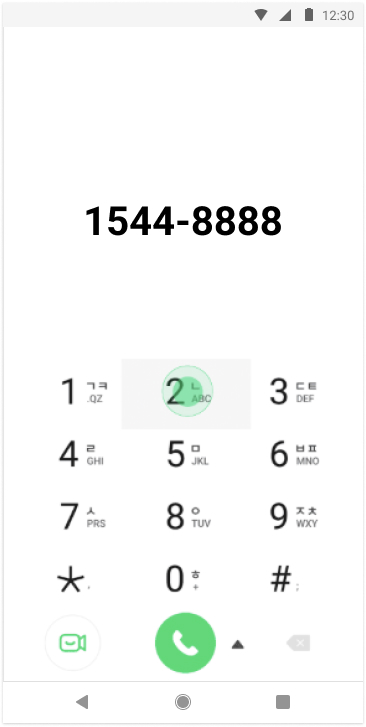 12:30
1544-8888
1 ㄱㅋ .QZ
2 ㄴ ABC
3 ㄷㅌ DEF
4 ㄹ GHI
5 ㅁ JKL
6 ㅂㅍ MNO
7 ㅅ PRS
8 ㅇ TUV
9 ㅈㅊ WXY
* ,
0 ㅎ +
# ;